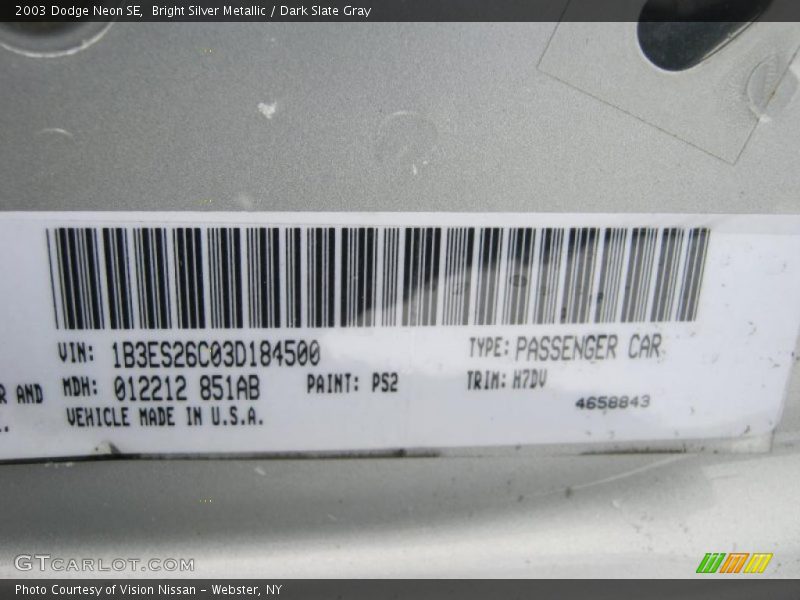 2003 Dodge Neon SE,  Bright Silver Metallic / Dark Slate Gray
VIN: 1B3ES26C03D184500
TYPE: PASSENGER CAR
R AND
MDH: 012212 851AB
PAINT: PS2
TRIM: H7DV
4658843
VEHICLE MADE IN U.S.A.
GTCARLOT.COM
Photo Courtesy of Vision Nissan - Webster, NY